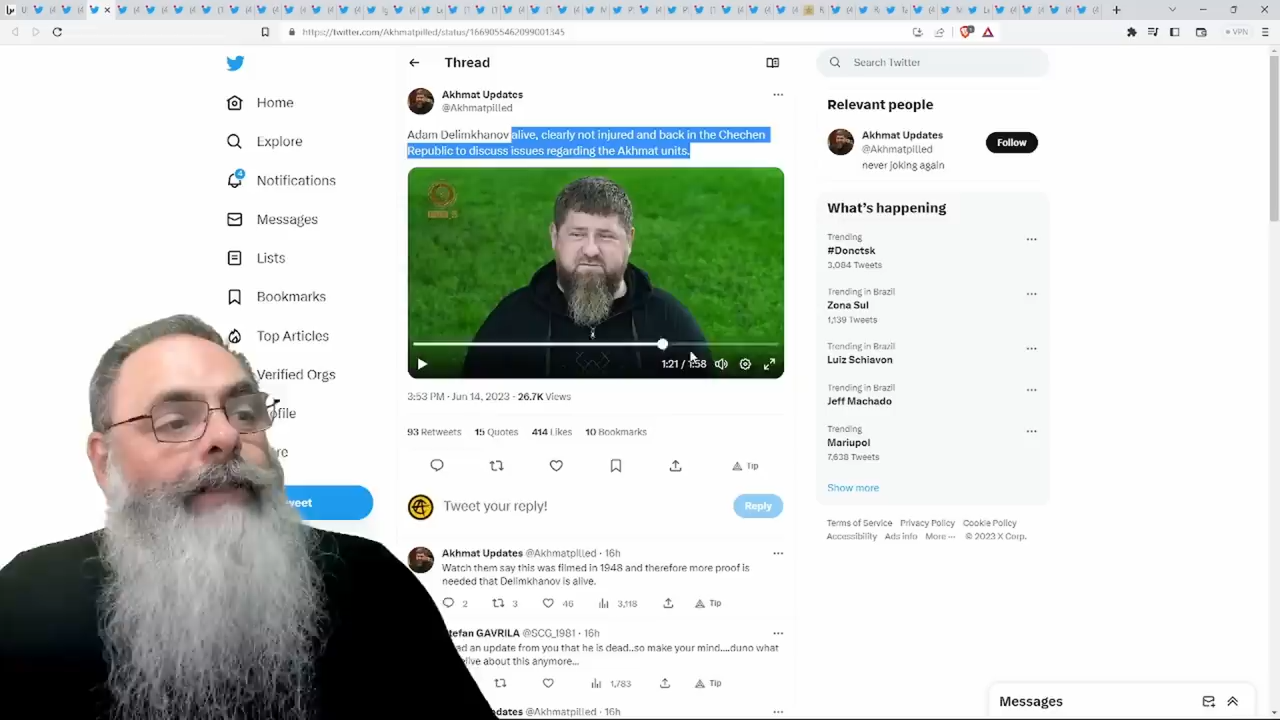 https://twitter.com/Akhmatpilled/status/1669055462099001345
VPN
Home
Explore
4
Notifications
Messages
Lists
Bookmarks
Top Articles
Verified Orgs
ofile
re
weet
Thread
Akhmat Updates
@Akhmatpilled
Adam Delimkhanov alive, clearly not injured and back in the Chechen
Republic to discuss issues regarding the Akhmat units.
1:21 / 1:58
3:53 PM · Jun 14, 2023 · 26.7K Views
93 Retweets 15 Quotes 414 Likes 10 Bookmarks
Tip
Tweet your reply!
Reply
Akhmat Updates @Akhmatpilled · 16h
Watch them say this was filmed in 1948 and therefore more proof is
needed that Delimkhanov is alive.
2 3 46 3,118 Tip
tefan GAVRILA @SCG_1981 · 16h
ad an update from you that he is dead..so make your mind....duno what
elive about this anymore...
1,783 Tip
dates @Akhmatpilled · 16h
Search Twitter
Relevant people
Akhmat Updates
@Akhmatpilled
Follow
never joking again
What's happening
Trending
#Donetsk
3,084 Tweets
Trending in Brazil
Zona Sul
1,139 Tweets
Trending in Brazil
Luiz Schiavon
Trending in Brazil
Jeff Machado
Trending
Mariupol
7,638 Tweets
Show more
Terms of Service Privacy Policy Cookie Policy
Accessibility Ads info More ··· © 2023 X Corp.
Messages